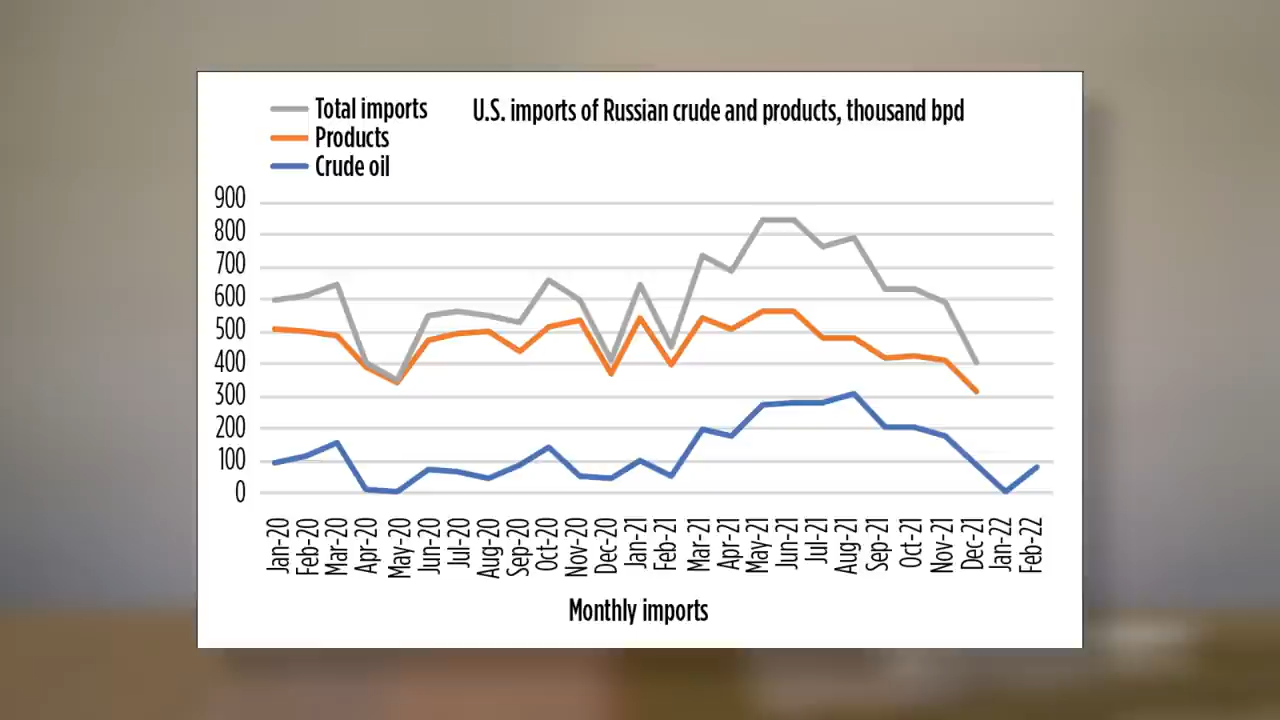 Total imports
U.S. imports of Russian crude and products, thousand bpd
Products
Crude oil
900
800
700
600
500
400
300
200
100
0
Jan-20
Feb-20
Mar-20
Apr-20
May-20
Jun-20
Jul-20
Aug-20
Sep-20
Oct-20
Nov-20
Dec-20
Jan-21
Feb-21
Mar-21
Apr-21
May-21
Jun-21
Jul-21
Aug-21
Sep-21
Oct-21
Nov-21
Dec-21
Jan-22
Feb-22
Monthly imports